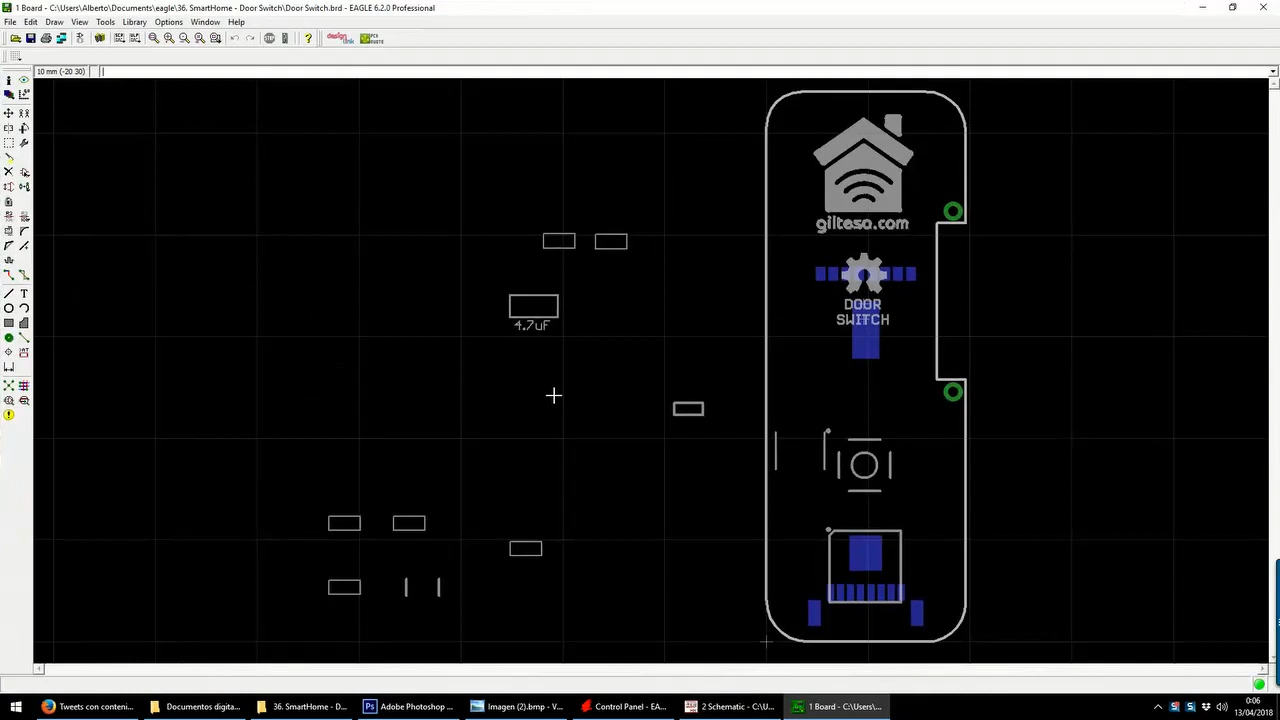 1 Board - C:\Users\Alberto\Documents\eagle\36. SmartHome - Door Switch\Door Switch.brd - EAGLE 6.2.0 Professional
File Edit Draw View Tools Library Options Window Help
design link
10 mm (-20 30)
giltesa.com
DOOR
SWITCH
4.7uF
Tweets con conteni...
Documentos digita...
36. SmartHome - D...
Adobe Photoshop ...
Imagen (2).bmp - V...
Control Panel - EA...
2 Schematic - C:\U...
1 Board - C:\Users\...
0:06
13/04/2018